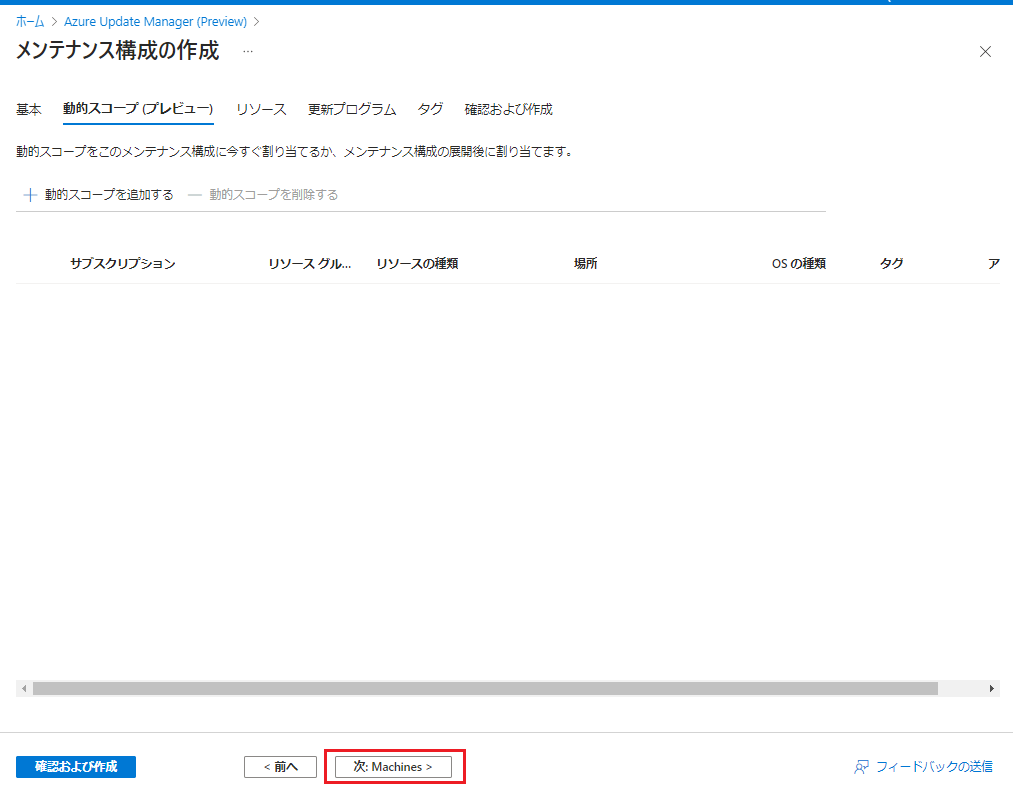 ホーム > Azure Update Manager (Preview) >
メンテナンス構成の作成 ...
基本 動的スコープ (プレビュー) リソース 更新プログラム タグ 確認および作成
動的スコープをこのメンテナンス構成に今すぐ割り当てるか、メンテナンス構成の展開後に割り当てます。
+ 動的スコープを追加する — 動的スコープを削除する
サブスクリプション リソース グル... リソースの種類 場所 OS の種類 タグ ア
確認および作成 < 前へ 次: Machines > フィードバックの送信